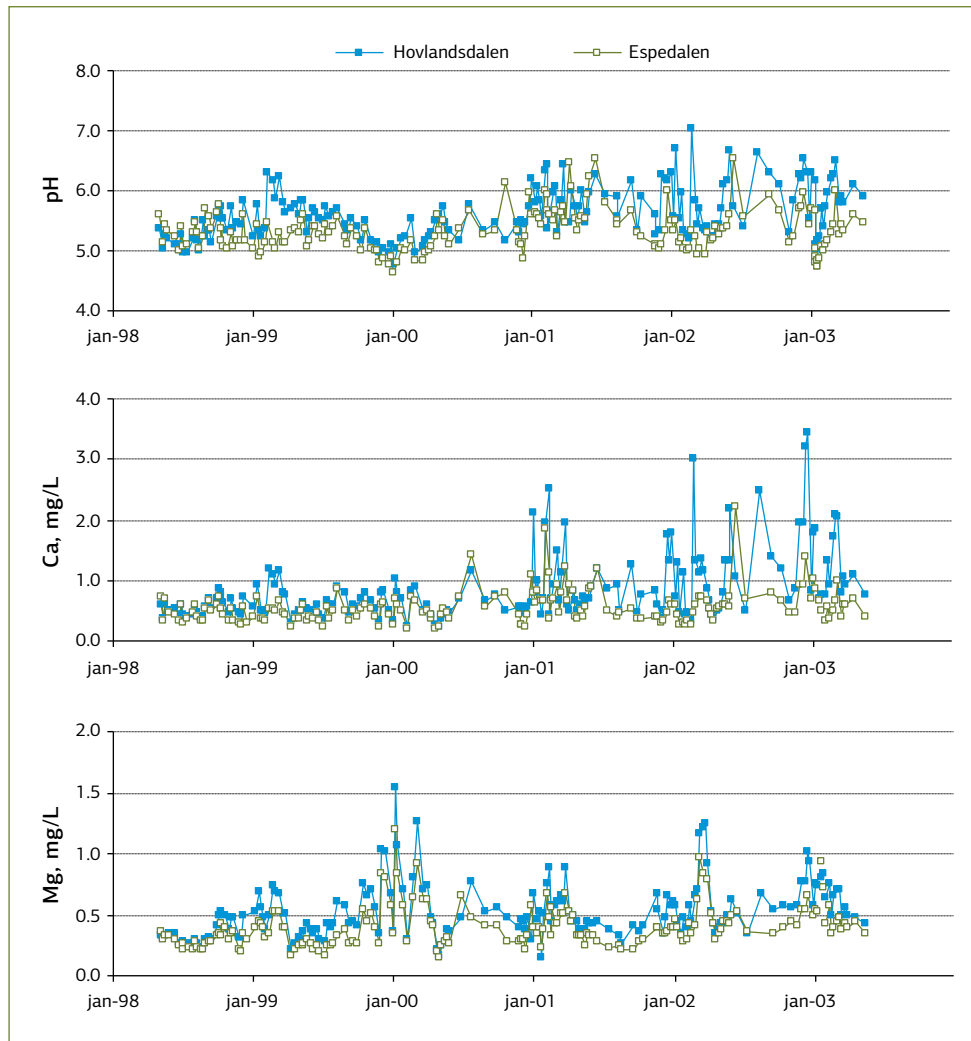 Hovlandsdalen Espedalen
pH
8.0
7.0
6.0
5.0
4.0
jan-98 jan-99 jan-00 jan-01 jan-02 jan-03
Ca, mg/L
4.0
3.0
2.0
1.0
0.0
jan-98 jan-99 jan-00 jan-01 jan-02 jan-03
Mg, mg/L
2.0
1.5
1.0
0.5
0.0
jan-98 jan-99 jan-00 jan-01 jan-02 jan-03